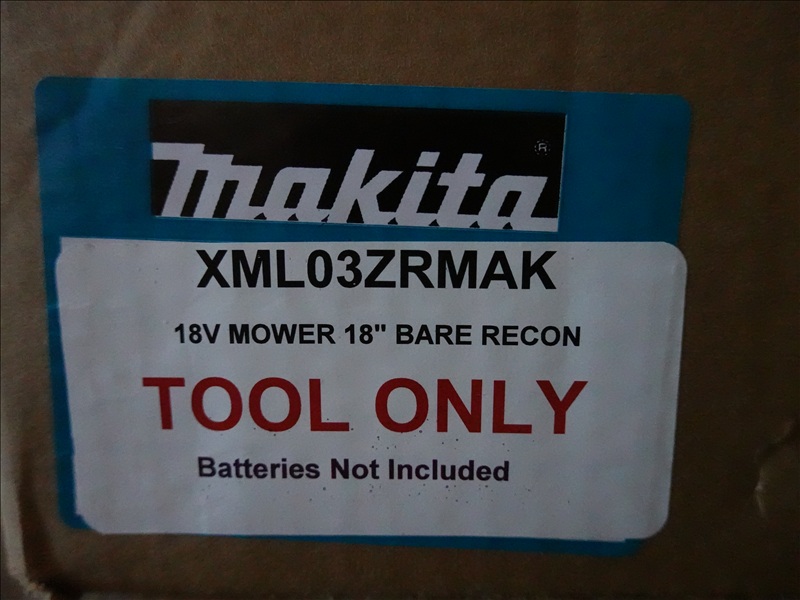 makita®
XML03ZRMAK
18V MOWER 18" BARE RECON
TOOL ONLY
Batteries Not Included